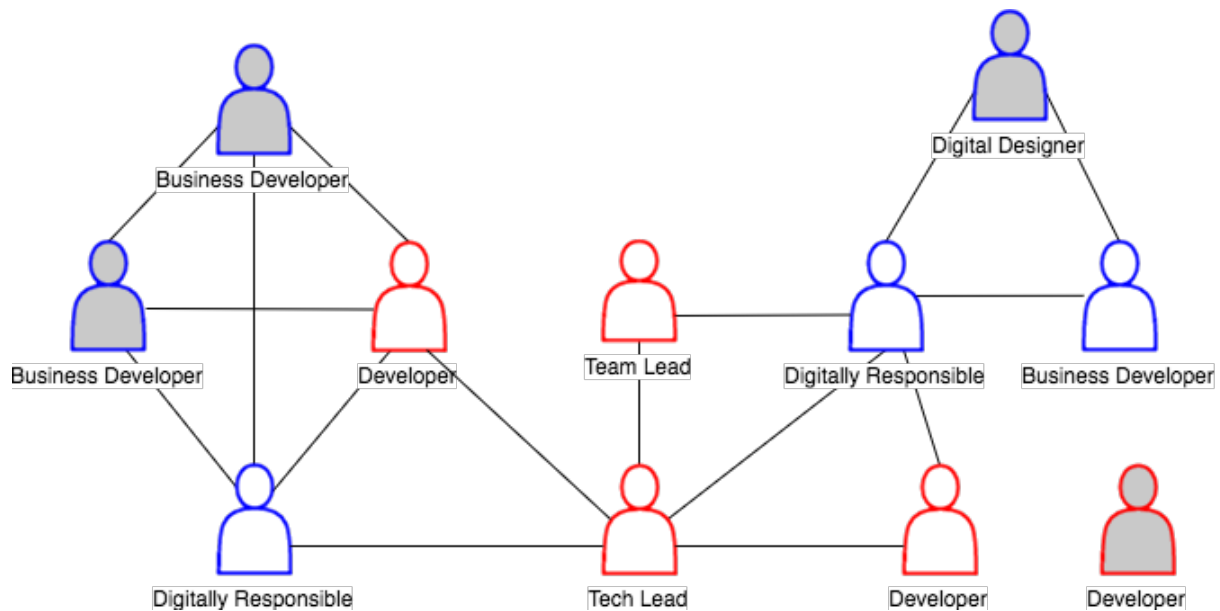 Digital Designer
Business Developer
Business Developer
Developer
Team Lead
Digitally Responsible
Business Developer
Digitally Responsible
Tech Lead
Developer
Developer